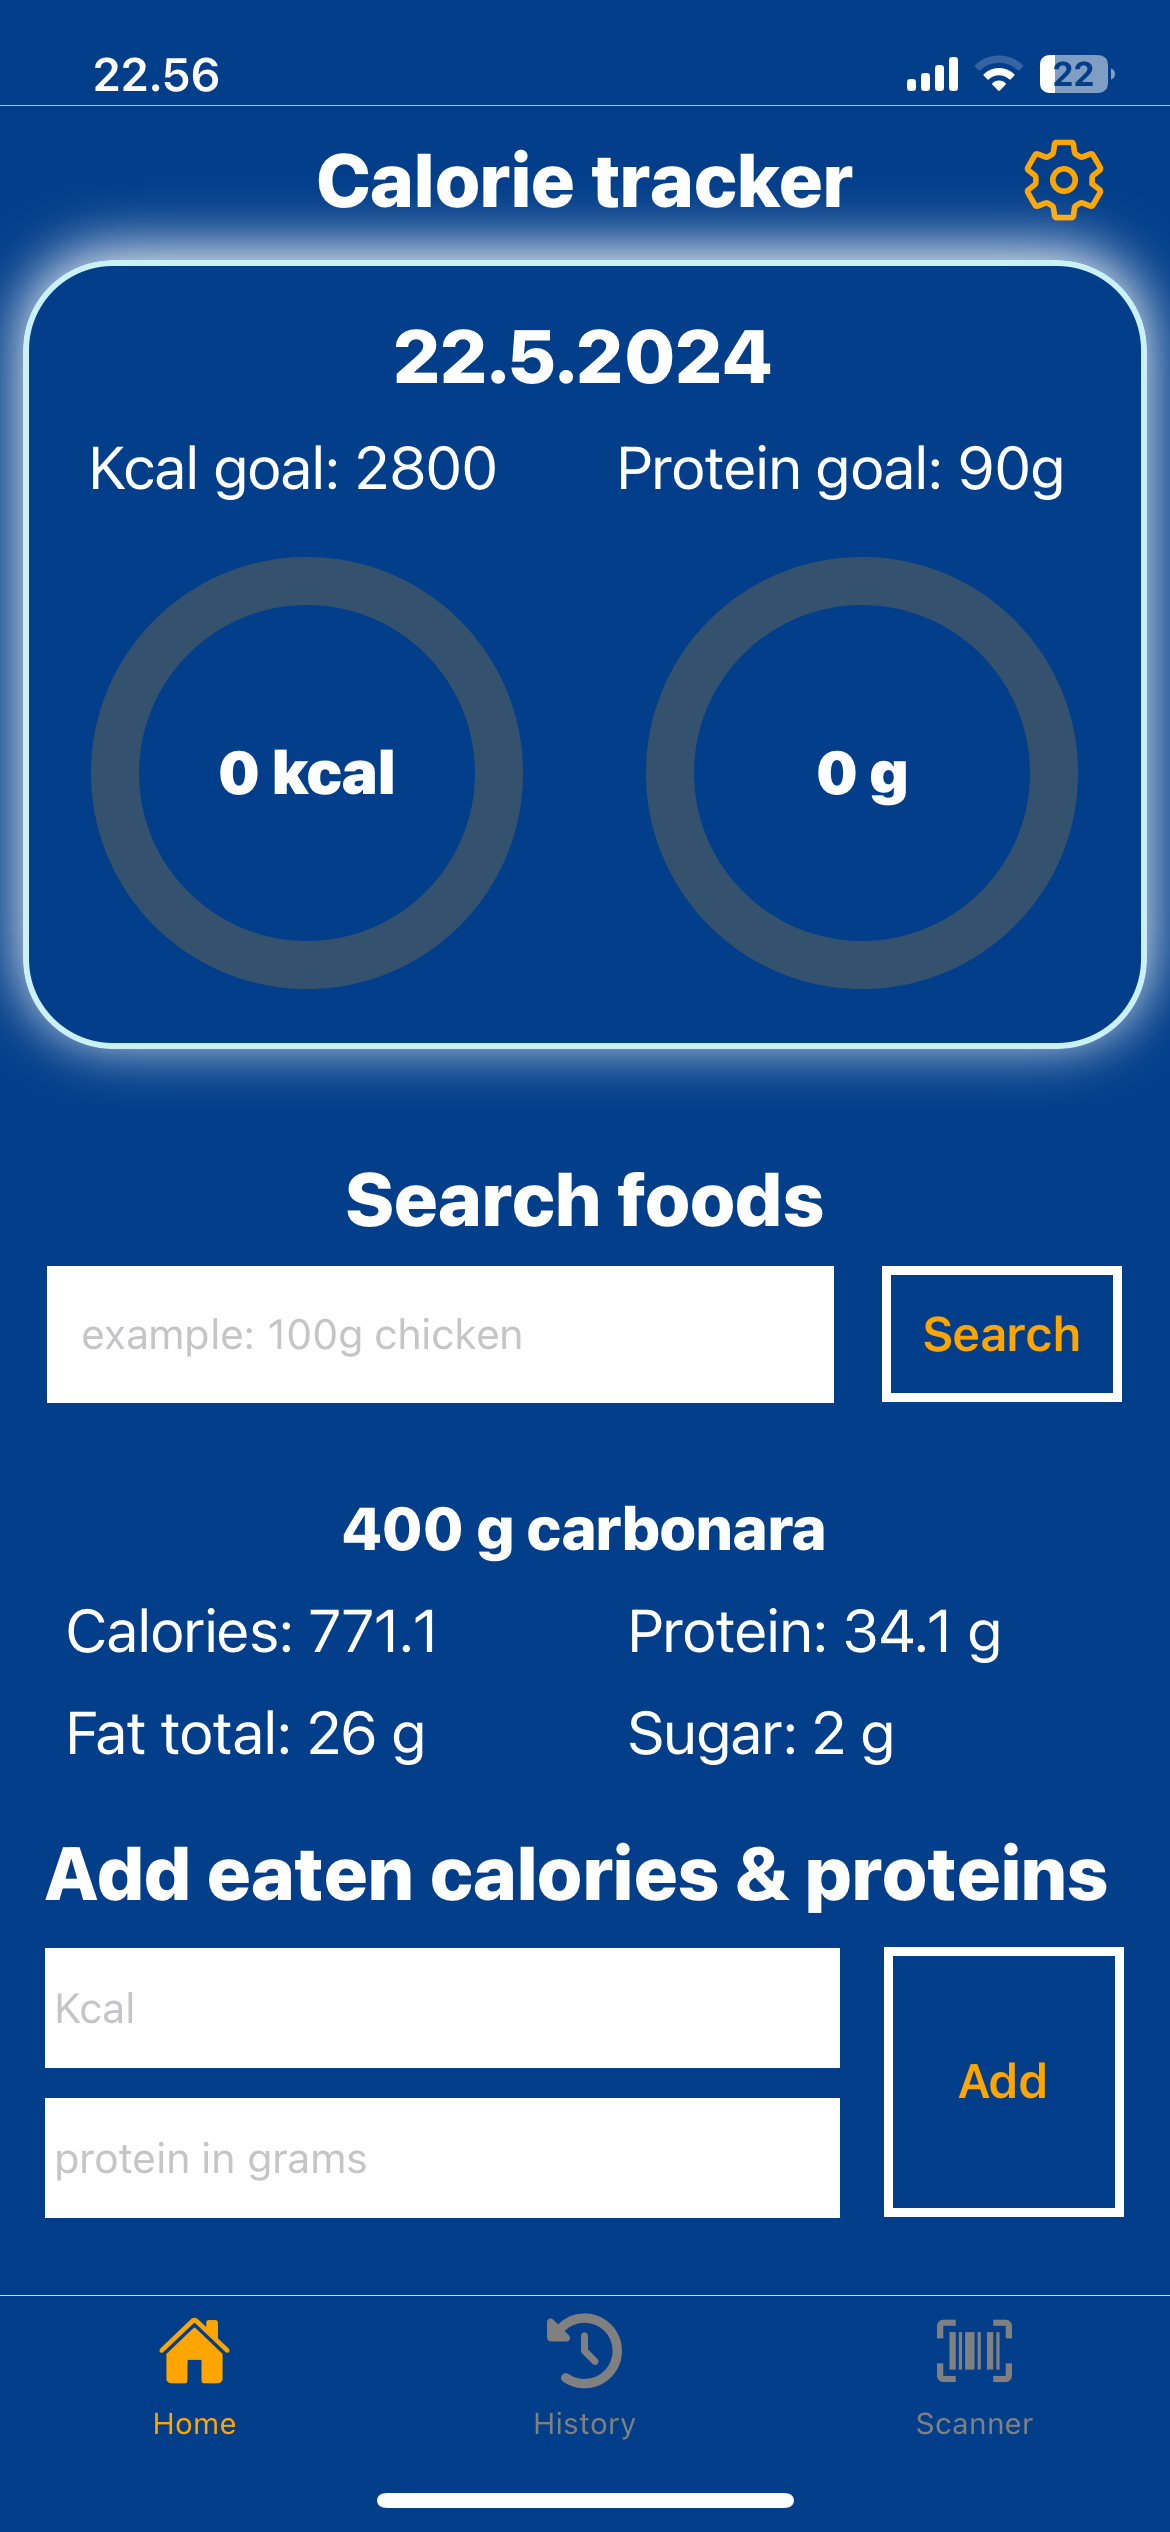 22.56
22
Calorie tracker
22.5.2024
Kcal goal: 2800
Protein goal: 90g
0 kcal
0 g
Search foods
example: 100g chicken
Search
400 g carbonara
Calories: 771.1
Protein: 34.1 g
Fat total: 26 g
Sugar: 2 g
Add eaten calories & proteins
Kcal
protein in grams
Add
Home
History
Scanner